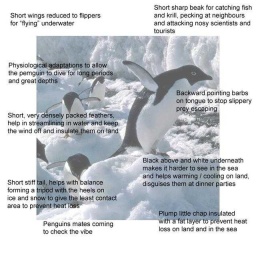 Short wings reduced to flippers
for "flying" underwater
Short sharp beak for catching fish
and krill, pecking at neighbours
and attacking nosy scientists and
tourists
Physiological adaptations to allow
the penguin to dive for long periods
and great depths
Backward pointing barbs
on tongue to stop slippery
prey escaping
Short, very densely packed feathers,
help in streamlining in water and keep
the wind off and insulate them on land
Black above and white underneath
makes it harder to see in the sea
and helps warming / cooling on land,
disguises them at dinner parties
Short stiff tail, helps with balance
forming a tripod with the heels on
ice and snow to give the least contact
area to prevent heat loss
Plump little chap insulated
with a fat layer to prevent heat
loss on land and in the sea
Penguins mates coming
to check the vibe